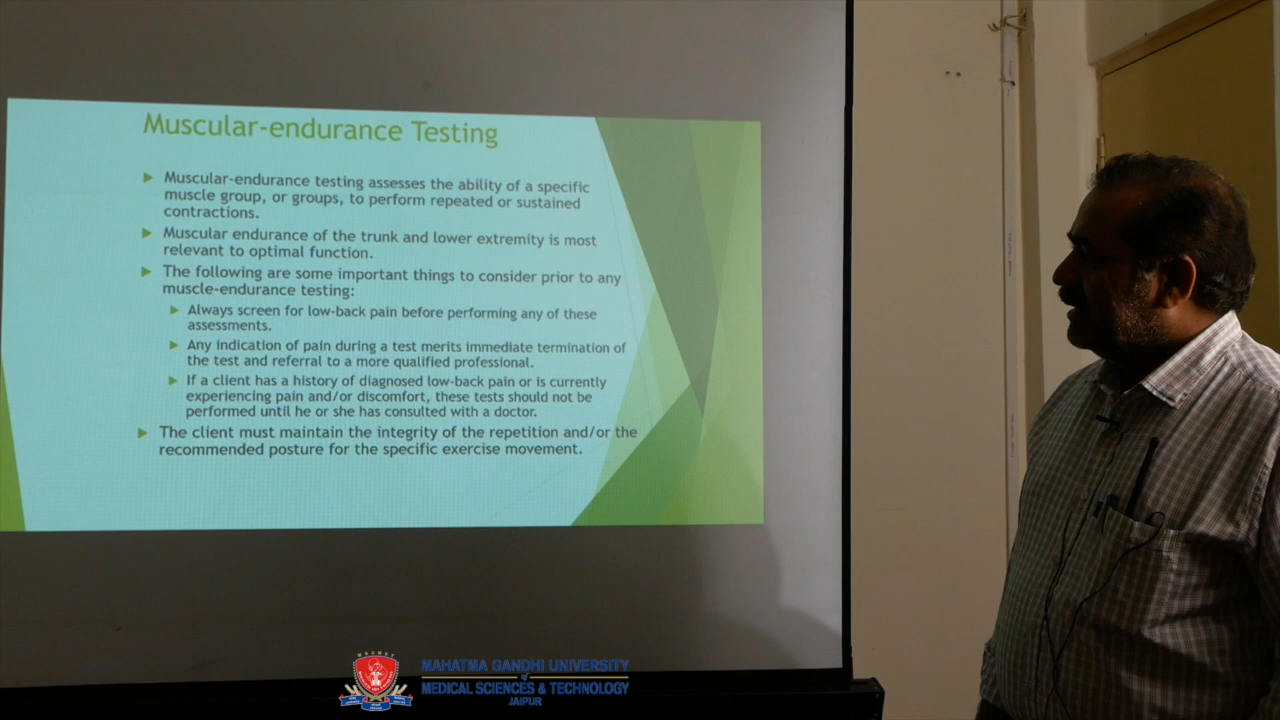 Muscular-endurance Testing
Muscular-endurance testing assesses the ability of a specific
muscle group, or groups, to perform repeated or sustained
contractions.
Muscular endurance of the trunk and lower extremity is most
relevant to optimal function.
The following are some important things to consider prior to any
muscle-endurance testing:
Always screen for low-back pain before performing any of these
assessments.
Any indication of pain during a test merits immediate termination of
the test and referral to a more qualified professional.
If a client has a history of diagnosed low-back pain or is currently
experiencing pain and/or discomfort, these tests should not be
performed until he or she has consulted with a doctor.
The client must maintain the integrity of the repetition and/or the
recommended posture for the specific exercise movement.
MAHATMA GANDHI UNIVERSITY
of
MEDICAL SCIENCES & TECHNOLOGY
JAIPUR